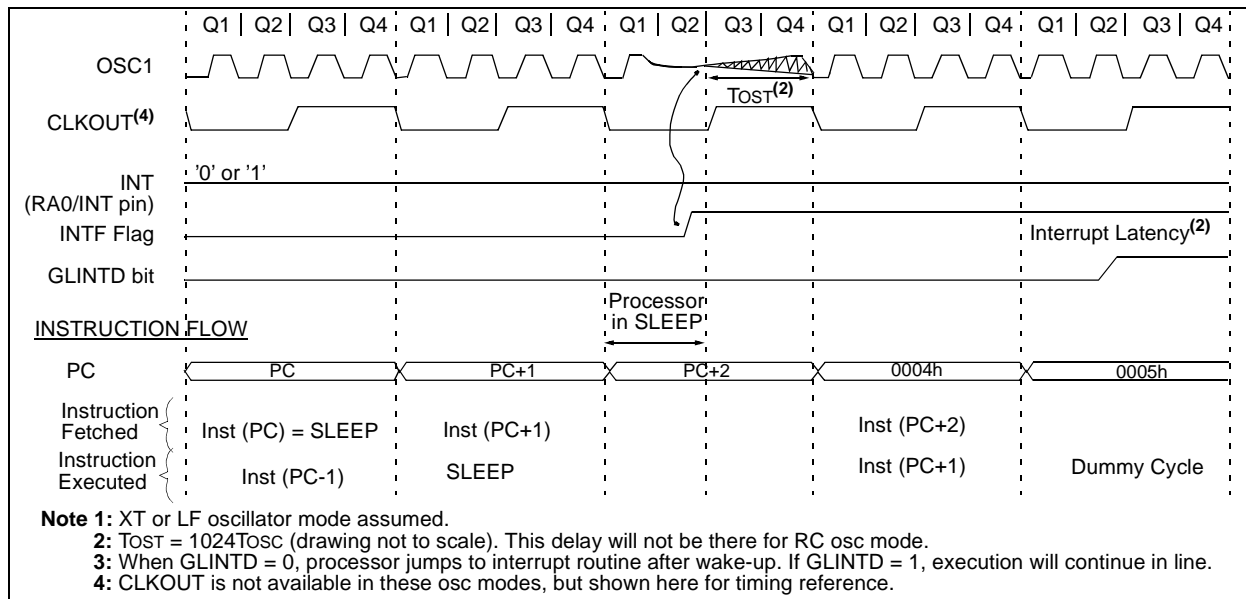 Q1 Q2 Q3 Q4 Q1 Q2 Q3 Q4 Q1 Q2 Q3 Q4 Q1 Q2 Q3 Q4 Q1 Q2 Q3 Q4
OSC1
TOST(2)
CLKOUT(4)
'0' or '1'
INT
(RA0/INT pin)
INTF Flag
Interrupt Latency(2)
GLINTD bit
Processor
in SLEEP
INSTRUCTION FLOW
PC PC PC+1 PC+2 0004h 0005h
Instruction
Fetched
Inst (PC) = SLEEP Inst (PC+1) Inst (PC+2)
Instruction
Executed
Inst (PC-1) SLEEP Inst (PC+1) Dummy Cycle
Note 1: XT or LF oscillator mode assumed.
2: TOST = 1024TOSC (drawing not to scale). This delay will not be there for RC osc mode.
3: When GLINTD = 0, processor jumps to interrupt routine after wake-up. If GLINTD = 1, execution will continue in line.
4: CLKOUT is not available in these osc modes, but shown here for timing reference.